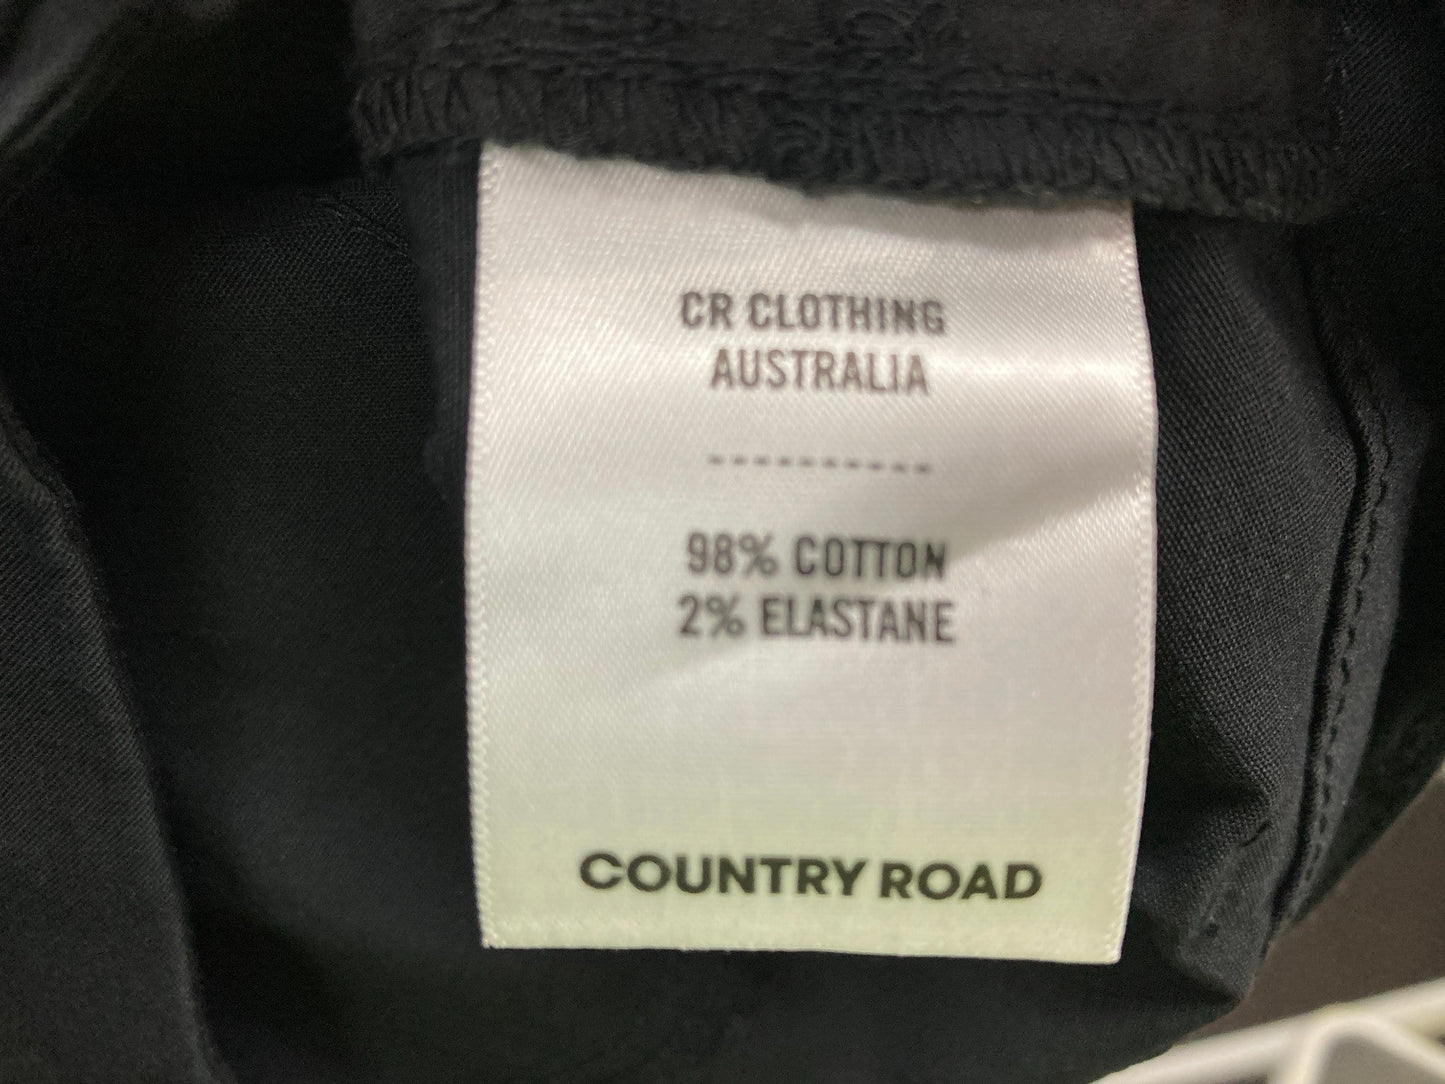 CR CLOTHING
AUSTRALIA
----------
98% COTTON
2% ELASTANE
COUNTRY ROAD